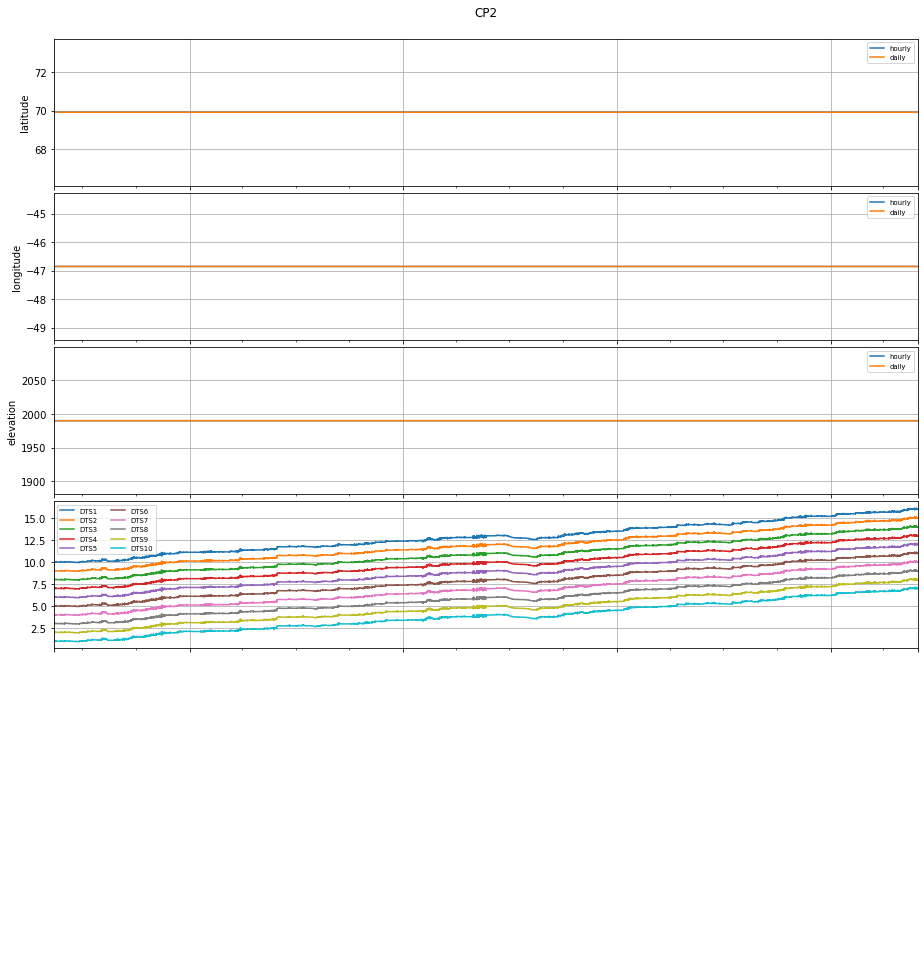 CP2
hourly
daily
72
70
68
latitude
hourly
daily
−45
−46
−47
−48
−49
longitude
hourly
daily
2050
2000
1950
1900
elevation
DTS1 DTS6
DTS2 DTS7
DTS3 DTS8
DTS4 DTS9
DTS5 DTS10
15.0
12.5
10.0
7.5
5.0
2.5